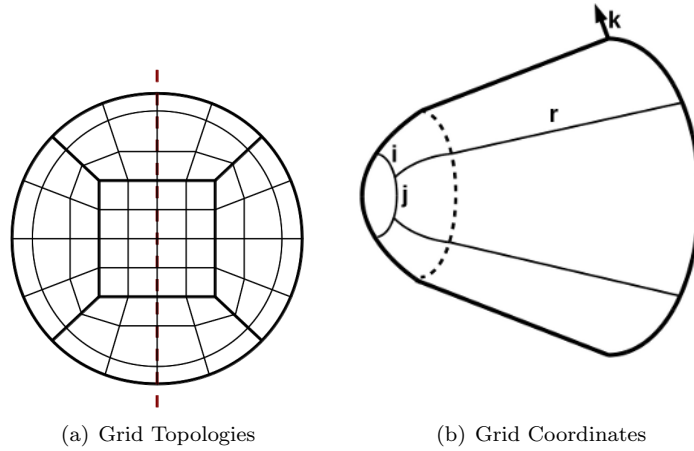 k
r
i
j
(a) Grid Topologies
(b) Grid Coordinates